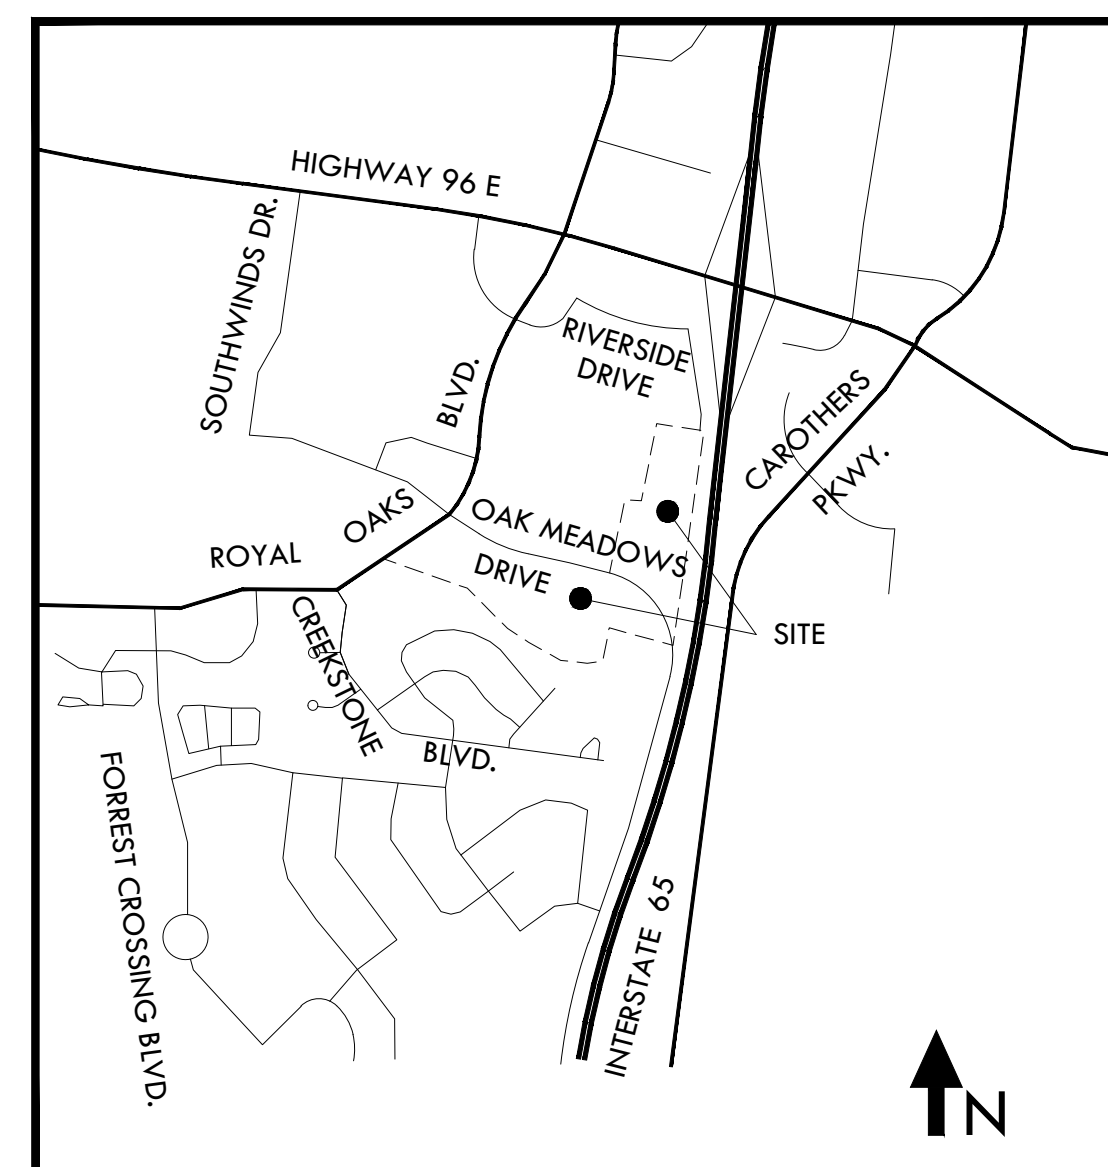 HIGHWAY 96 E
SOUTHWINDS DR.
RIVERSIDE
DRIVE
BLVD.
CAROTHERS
PKWY.
OAKS
ROYAL
OAK MEADOWS
DRIVE
SITE
CREEKSTONE
BLVD.
FORREST CROSSING BLVD.
INTERSTATE 65
N